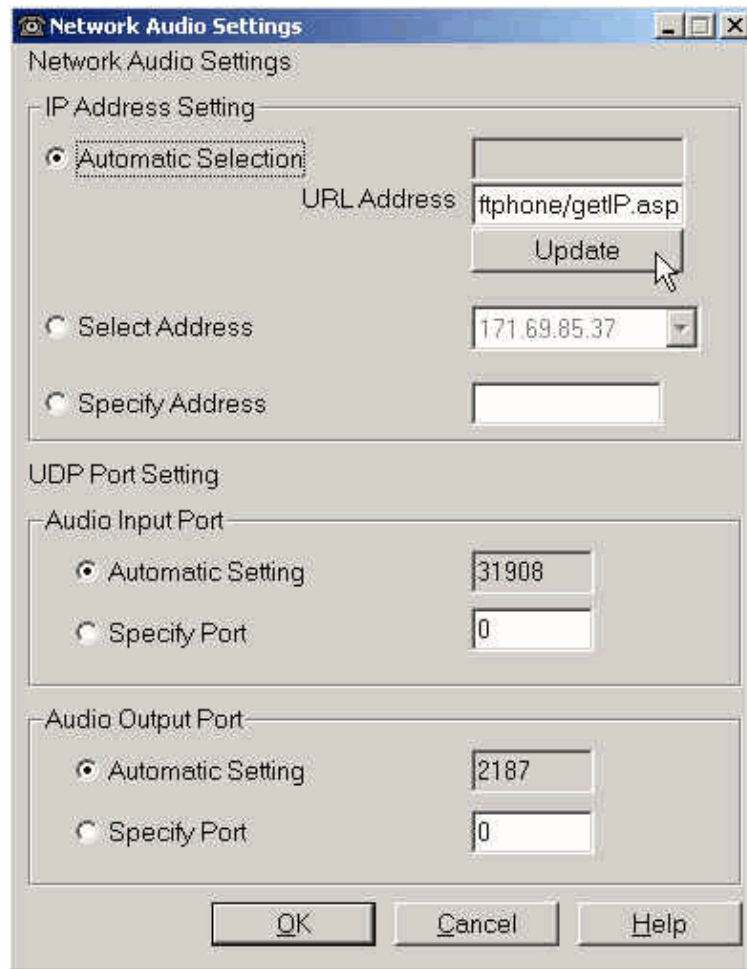 Network Audio Settings
Network Audio Settings
IP Address Setting
Automatic Selection
URL Address ftphone/getIP.asp
Update
Select Address 171.69.85.37
Specify Address
UDP Port Setting
Audio Input Port
Automatic Setting 31908
Specify Port 0
Audio Output Port
Automatic Setting 2187
Specify Port 0
OK Cancel Help